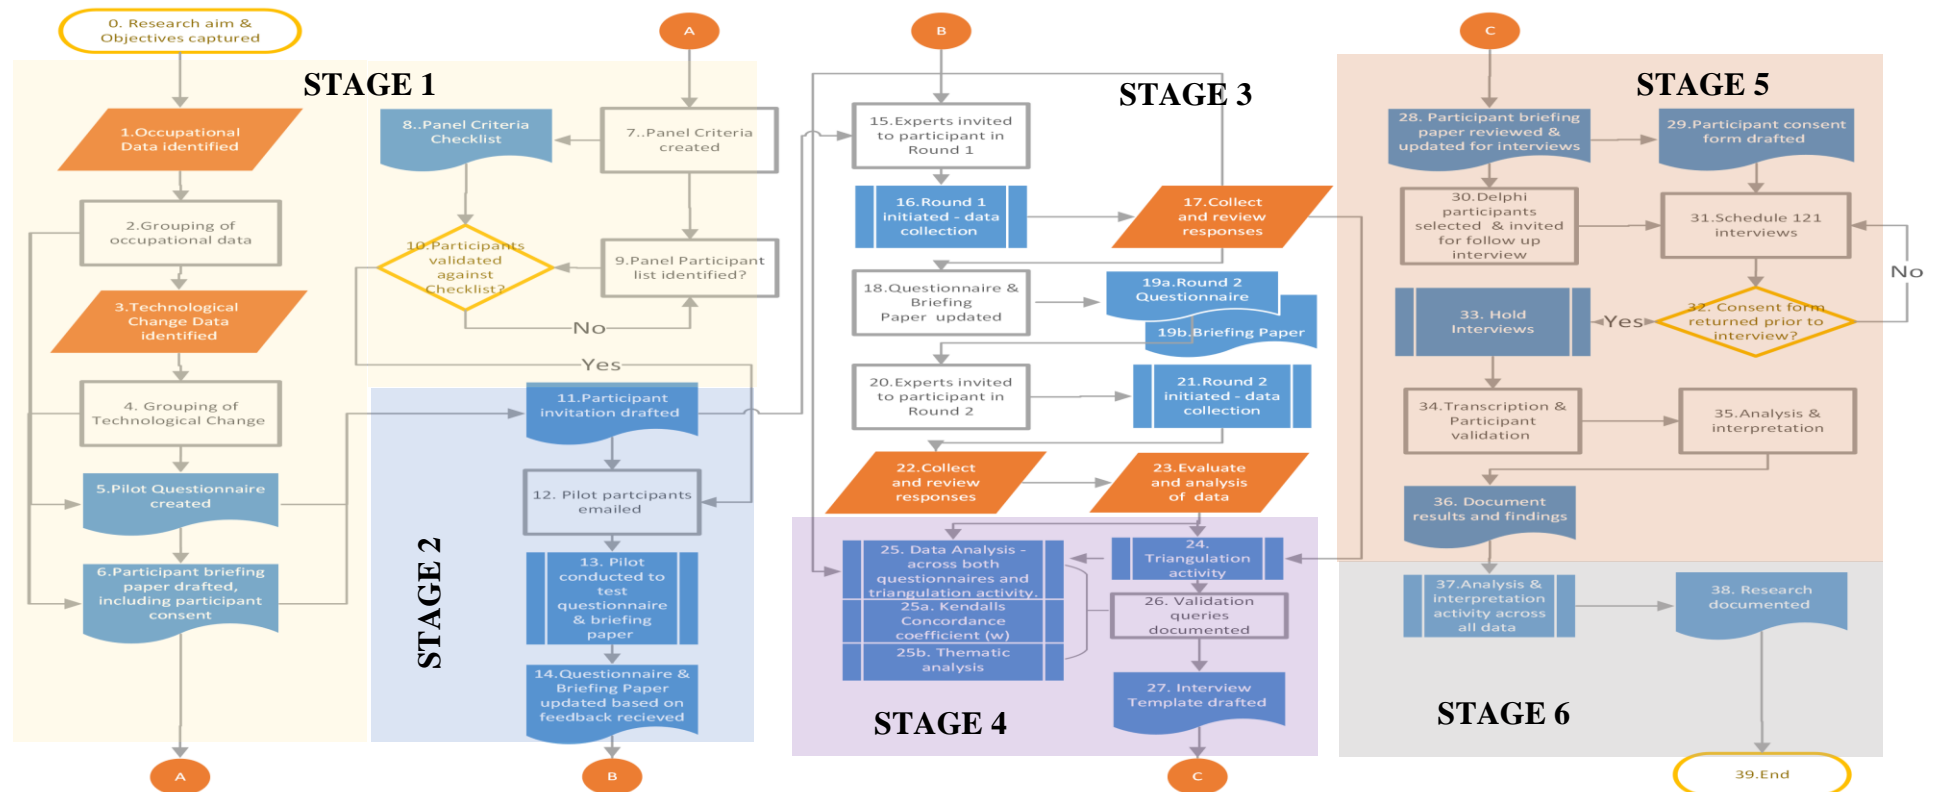 0. Research aim &
Objectives captured
STAGE 1
1.Occupational
Data identified
2.Grouping of
occupational data
3.Technological
Change Data
identified
4. Grouping of
Technological Change
5.Pilot Questionnaire
created
6.Participant briefing
paper drafted,
including participant
consent
A
A
7..Panel Criteria
created
8..Panel Criteria
Checklist
9.Panel Participant
list identified?
10.Participants
validated
against
Checklist?
No
Yes
STAGE 2
11.Participant
invitation drafted
12. Pilot partcipants
emailed
13. Pilot
conducted to
test
questionnaire
& briefing
paper
14.Questionnaire &
Briefing Paper
updated based on
feedback recieved
B
B
STAGE 3
15.Experts invited
to participant in
Round 1
16.Round 1
initiated - data
collection
17.Collect
and review
responses
18.Questionnaire &
Briefing
Paper updated
19a.Round 2
Questionnaire
19b.Briefing Paper
20.Experts invited
to participant in
Round 2
21.Round 2
initiated - data
collection
22.Collect
and review
responses
23.Evaluate
and analysis
of data
24.
Triangulation
activity
25. Data Analysis -
across both
questionnaires and
triangulation activity.
25a. Kendalls
Concordance
coefficient (w)
25b. Thematic
analysis
26. Validation
queries
documented
27. Interview
Template drafted
STAGE 4
C
C
STAGE 5
28. Participant briefing
paper reviewed &
updated for interviews
29.Participant consent
form drafted
30.Delphi
participants
selected & invited
for follow up
interview
31.Schedule 121
interviews
32. Consent form
returned prior to
interview?
No
Yes
33. Hold
Interviews
34.Transcription &
Participant
validation
35.Analysis &
interpretation
36. Document
results and findings
37.Analysis &
interpretation
activity across
all data
38. Research
documented
STAGE 6
39.End